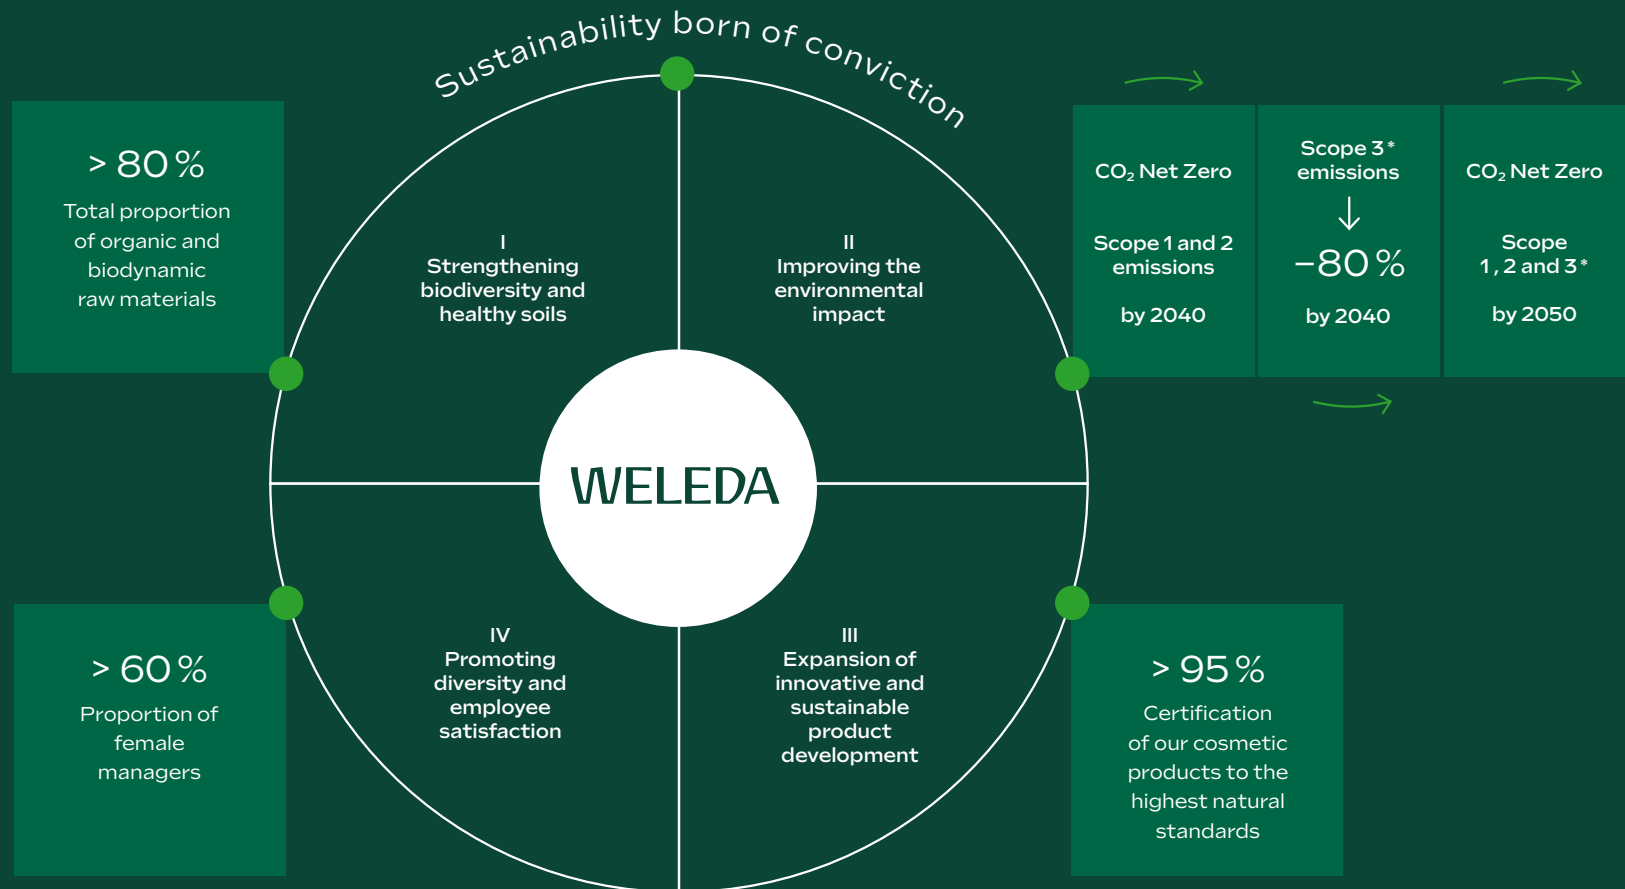 Sustainability born of conviction
> 80 %
Total proportion
of organic and
biodynamic
raw materials
I
Strengthening
biodiversity and
healthy soils
II
Improving the
environmental
impact
CO₂ Net Zero
Scope 1 and 2
emissions
by 2040
Scope 3*
emissions
↓
–80 %
by 2040
CO₂ Net Zero
Scope
1, 2 and 3*
by 2050
WELEDA
> 60 %
Proportion of
female
managers
IV
Promoting
diversity and
employee
satisfaction
III
Expansion of
innovative and
sustainable
product
development
> 95 %
Certification
of our cosmetic
products to the
highest natural
standards